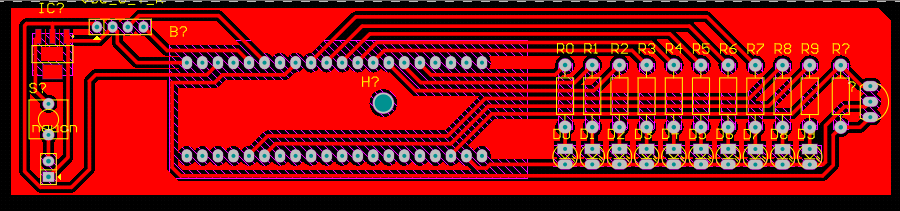 IC?
B?
R0 R1 R2 R3 R4 R5 R6 R7 R8 R9 R?
H?
S?
nodan
D0 D1 D2 D3 D4 D5 D6 D7 D8 D9